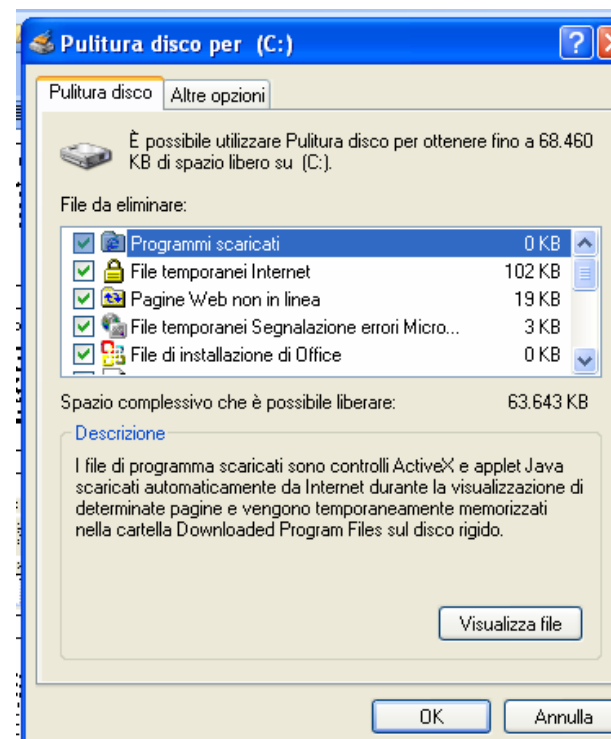 Pulitura disco per (C:)
Pulitura disco Altre opzioni
È possibile utilizzare Pulitura disco per ottenere fino a 68.460
KB di spazio libero su (C:).
File da eliminare:
Programmi scaricati 0 KB
File temporanei Internet 102 KB
Pagine Web non in linea 19 KB
File temporanei Segnalazione errori Micro... 3 KB
File di installazione di Office 0 KB
Spazio complessivo che è possibile liberare: 63.643 KB
Descrizione
I file di programma scaricati sono controlli ActiveX e applet Java
scaricati automaticamente da Internet durante la visualizzazione di
determinate pagine e vengono temporaneamente memorizzati
nella cartella Downloaded Program Files sul disco rigido.
Visualizza file
OK Annulla